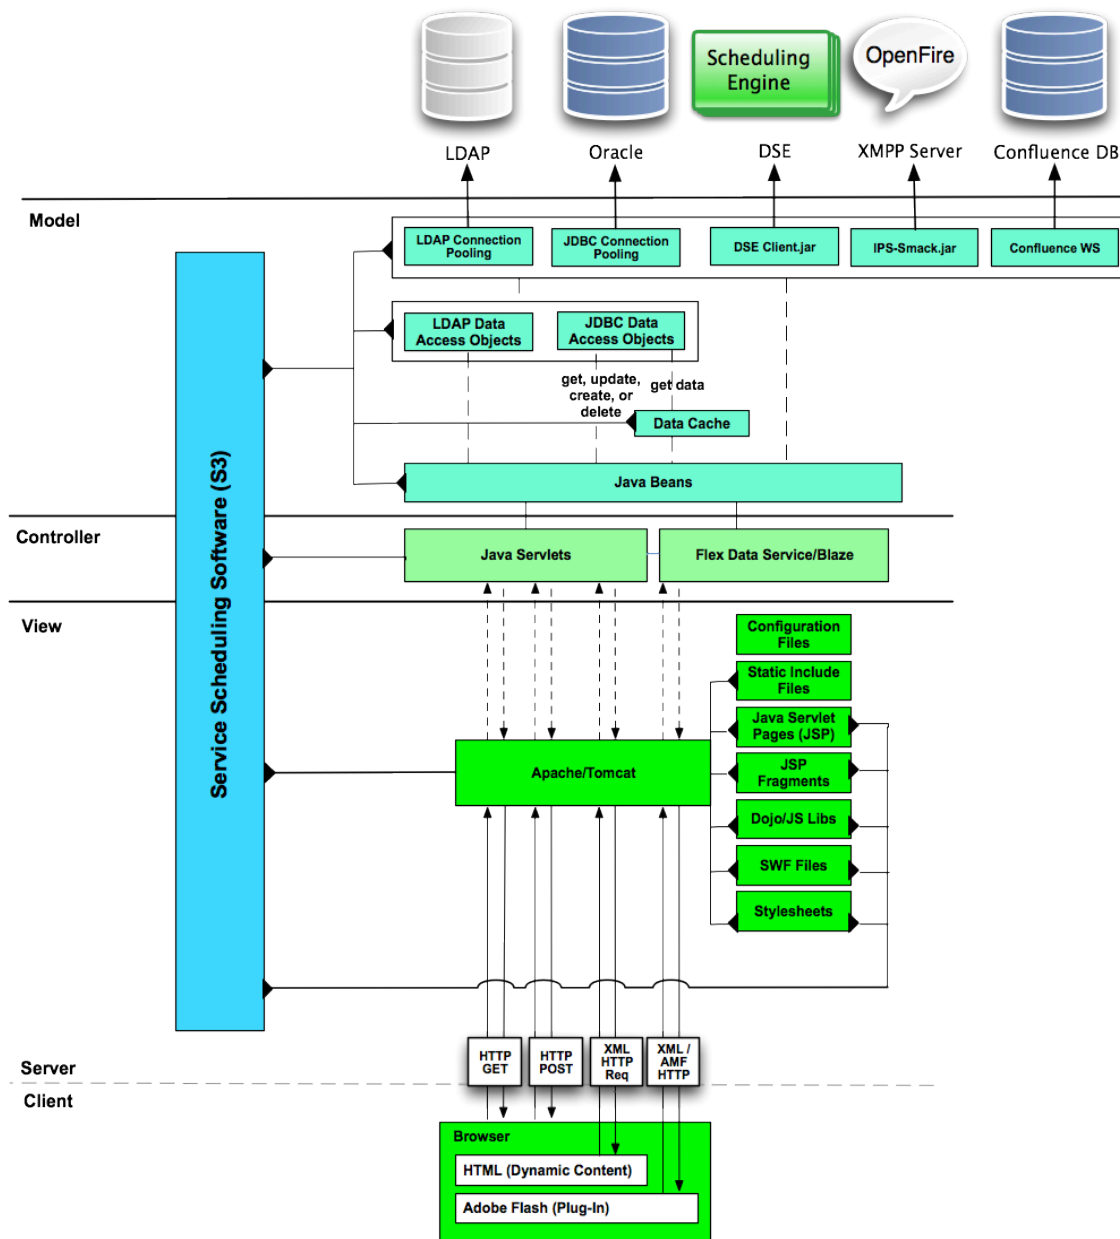 Scheduling
Engine
OpenFire
LDAP
Oracle
DSE
XMPP Server
Confluence DB
Model
LDAP Connection
Pooling
JDBC Connection
Pooling
DSE Client.jar
IPS-Smack.jar
Confluence WS
LDAP Data
Access Objects
JDBC Data
Access Objects
get, update,
create, or
delete
get data
Data Cache
Java Beans
Service Scheduling Software (S3)
Controller
Java Servlets
Flex Data Service/Blaze
View
Configuration
Files
Static Include
Files
Java Servlet
Pages (JSP)
JSP
Fragments
Dojo/JS Libs
SWF Files
Stylesheets
Apache/Tomcat
HTTP
GET
HTTP
POST
XML
HTTP
Req
XML /
AMF
HTTP
Server
Client
Browser
HTML (Dynamic Content)
Adobe Flash (Plug-In)